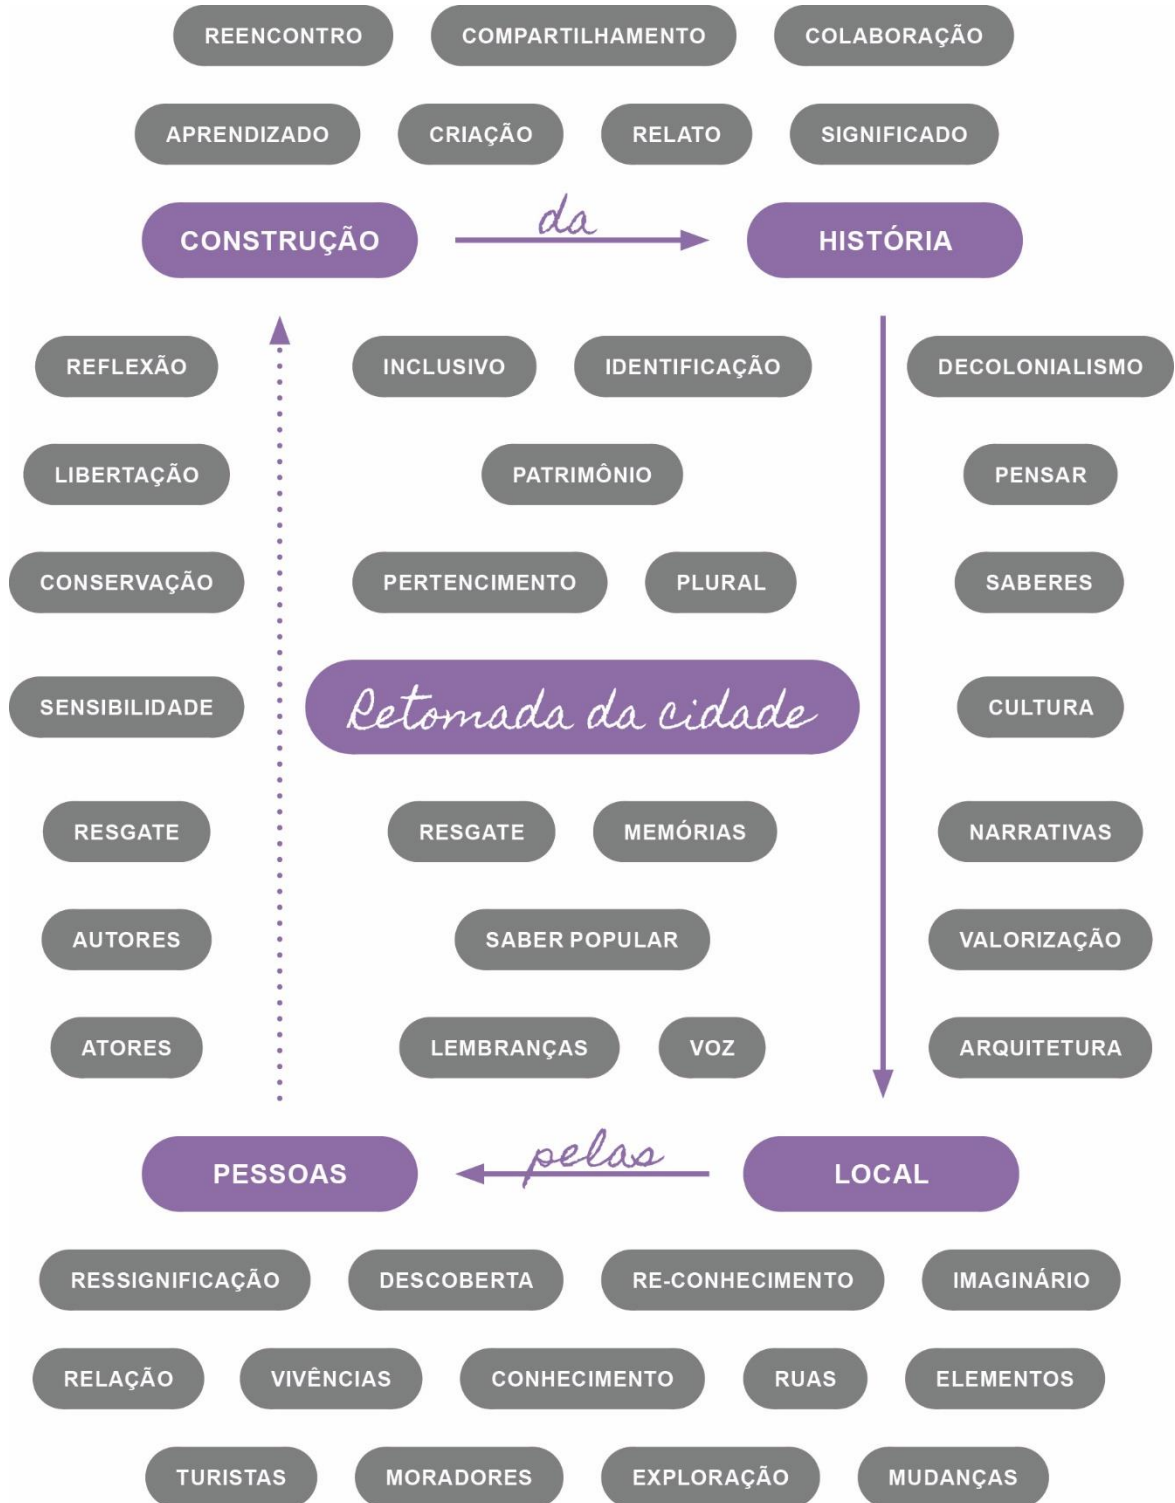 REENCONTRO COMPARTILHAMENTO COLABORAÇÃO
APRENDIZADO CRIAÇÃO RELATO SIGNIFICADO
CONSTRUÇÃO da HISTÓRIA
REFLEXÃO INCLUSIVO IDENTIFICAÇÃO DECOLONIALISMO
LIBERTAÇÃO PATRIMÔNIO PENSAR
CONSERVAÇÃO PERTENCIMENTO PLURAL SABERES
SENSIBILIDADE Retomada da cidade CULTURA
RESGATE RESGATE MEMÓRIAS NARRATIVAS
AUTORES SABER POPULAR VALORIZAÇÃO
ATORES LEMBRANÇAS VOZ ARQUITETURA
PESSOAS pelas LOCAL
RESSIGNIFICAÇÃO DESCOBERTA RE-CONHECIMENTO IMAGINÁRIO
RELAÇÃO VIVÊNCIAS CONHECIMENTO RUAS ELEMENTOS
TURISTAS MORADORES EXPLORAÇÃO MUDANÇAS